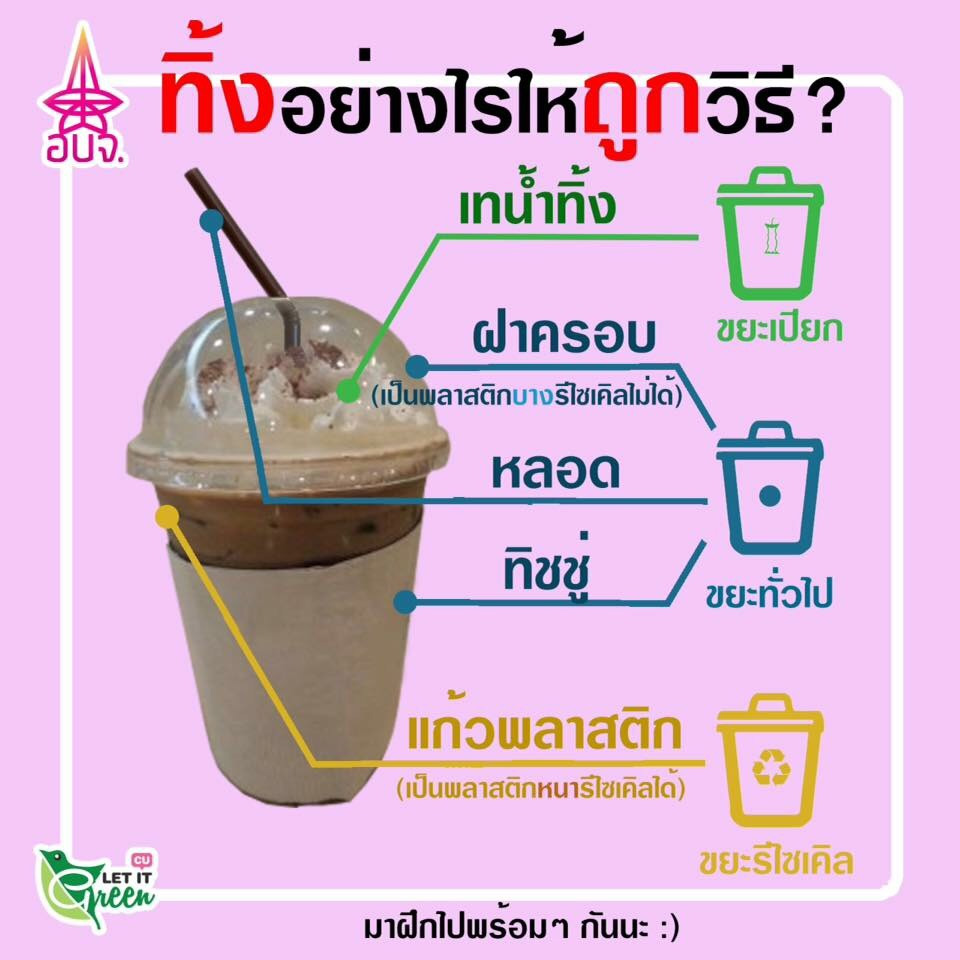 ทิ้งอย่างไรให้ถูกวิธี?
อบจ.
เทน้ำทิ้ง
ขยะเปียก
ฝาครอบ
(เป็นพลาสติกบางรีไซเคิลไม่ได้)
หลอด
ทิชชู่
ขยะทั่วไป
แก้วพลาสติก
(เป็นพลาสติกหนารีไซเคิลได้)
ขยะรีไซเคิล
CU
LET IT
Green
มาฝึกไปพร้อมๆ กันนะ :)